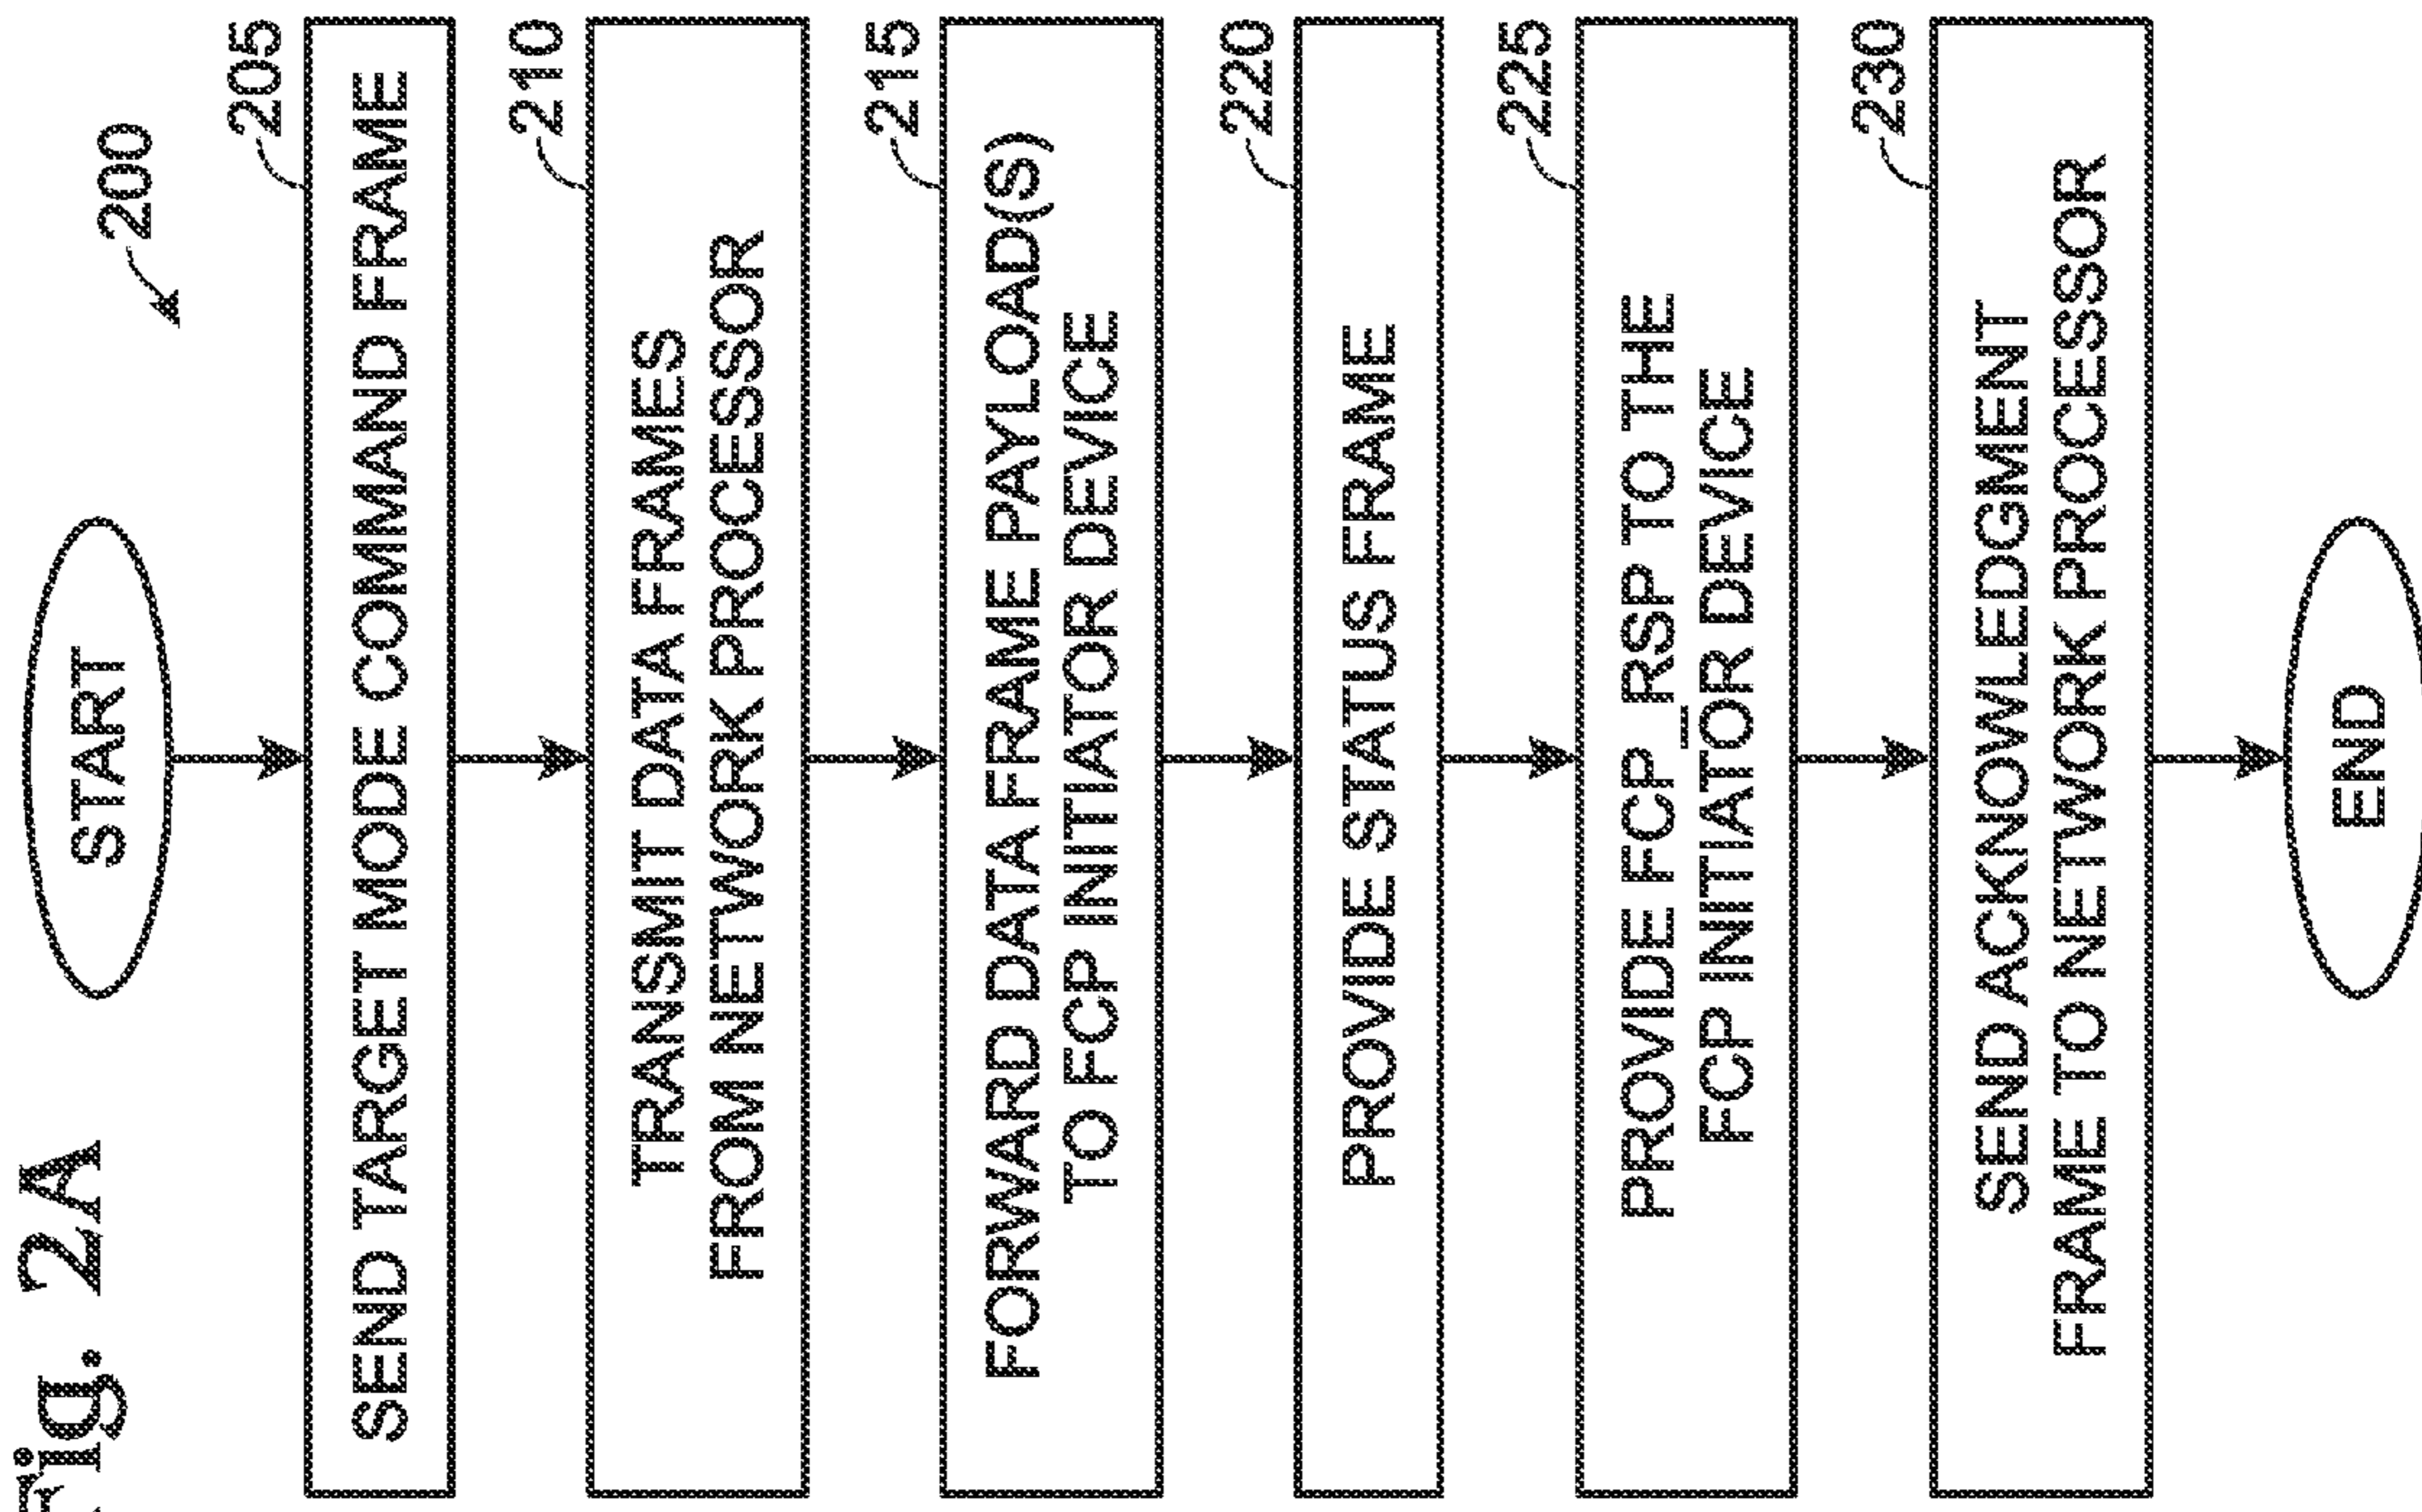 Fig. 2A
200
START
205
SEND TARGET MODE COMMAND FRAME
210
TRANSMIT DATA FRAMES
FROM NETWORK PROCESSOR
215
FORWARD DATA FRAME PAYLOAD(S)
TO FCP INITIATOR DEVICE
220
PROVIDE STATUS FRAME
225
PROVIDE FCP_RSP TO THE
FCP INITIATOR DEVICE
230
SEND ACKNOWLEDGMENT
FRAME TO NETWORK PROCESSOR
END